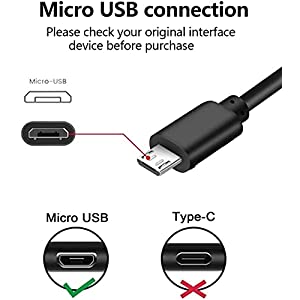 Micro USB connection
Please check your original interface
device before purchase
Micro-USB
Micro USB
Type-C